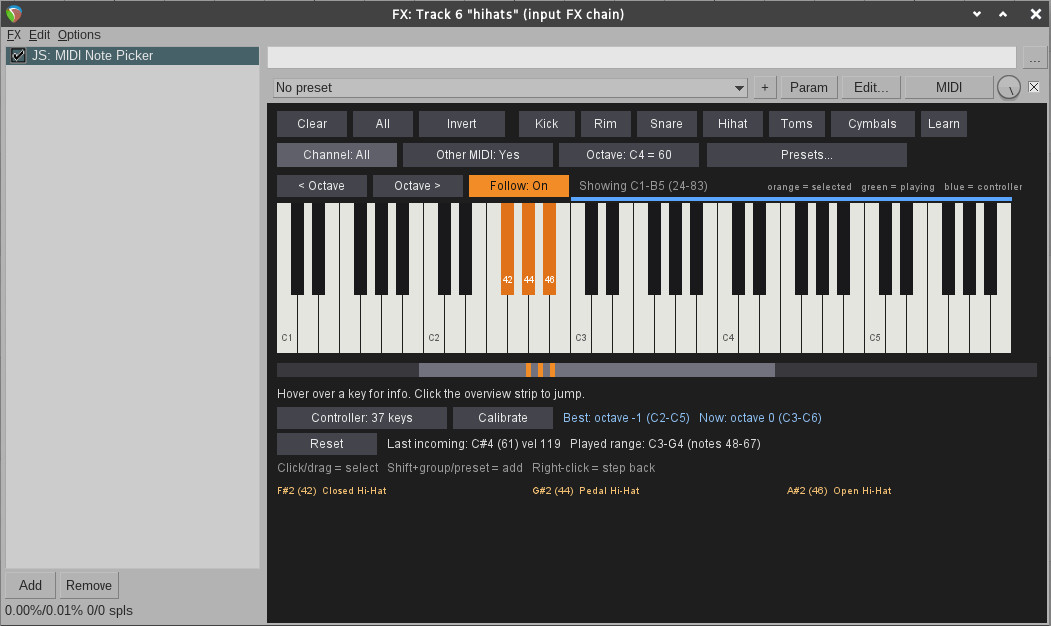 FX: Track 6 "hihats" (input FX chain)
FX Edit Options
JS: MIDI Note Picker
...
No preset + Param Edit... MIDI
Clear All Invert Kick Rim Snare Hihat Toms Cymbals Learn
Channel: All Other MIDI: Yes Octave: C4 = 60 Presets...
< Octave Octave > Follow: On Showing C1-B5 (24-83) orange = selected green = playing blue = controller
42 44 46
C1 C2 C3 C4 C5
Hover over a key for info. Click the overview strip to jump.
Controller: 37 keys Calibrate Best: octave -1 (C2-C5) Now: octave 0 (C3-C6)
Reset Last incoming: C#4 (61) vel 119 Played range: C3-G4 (notes 48-67)
Click/drag = select Shift+group/preset = add Right-click = step back
F#2 (42) Closed Hi-Hat G#2 (44) Pedal Hi-Hat A#2 (46) Open Hi-Hat
Add Remove
0.00%/0.01% 0/0 spls